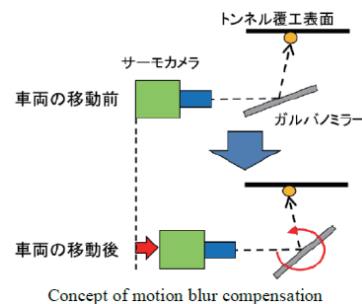 トンネル覆工表面
サーモカメラ
車両の移動前
ガルバノミラー
車両の移動後
Concept of motion blur compensation